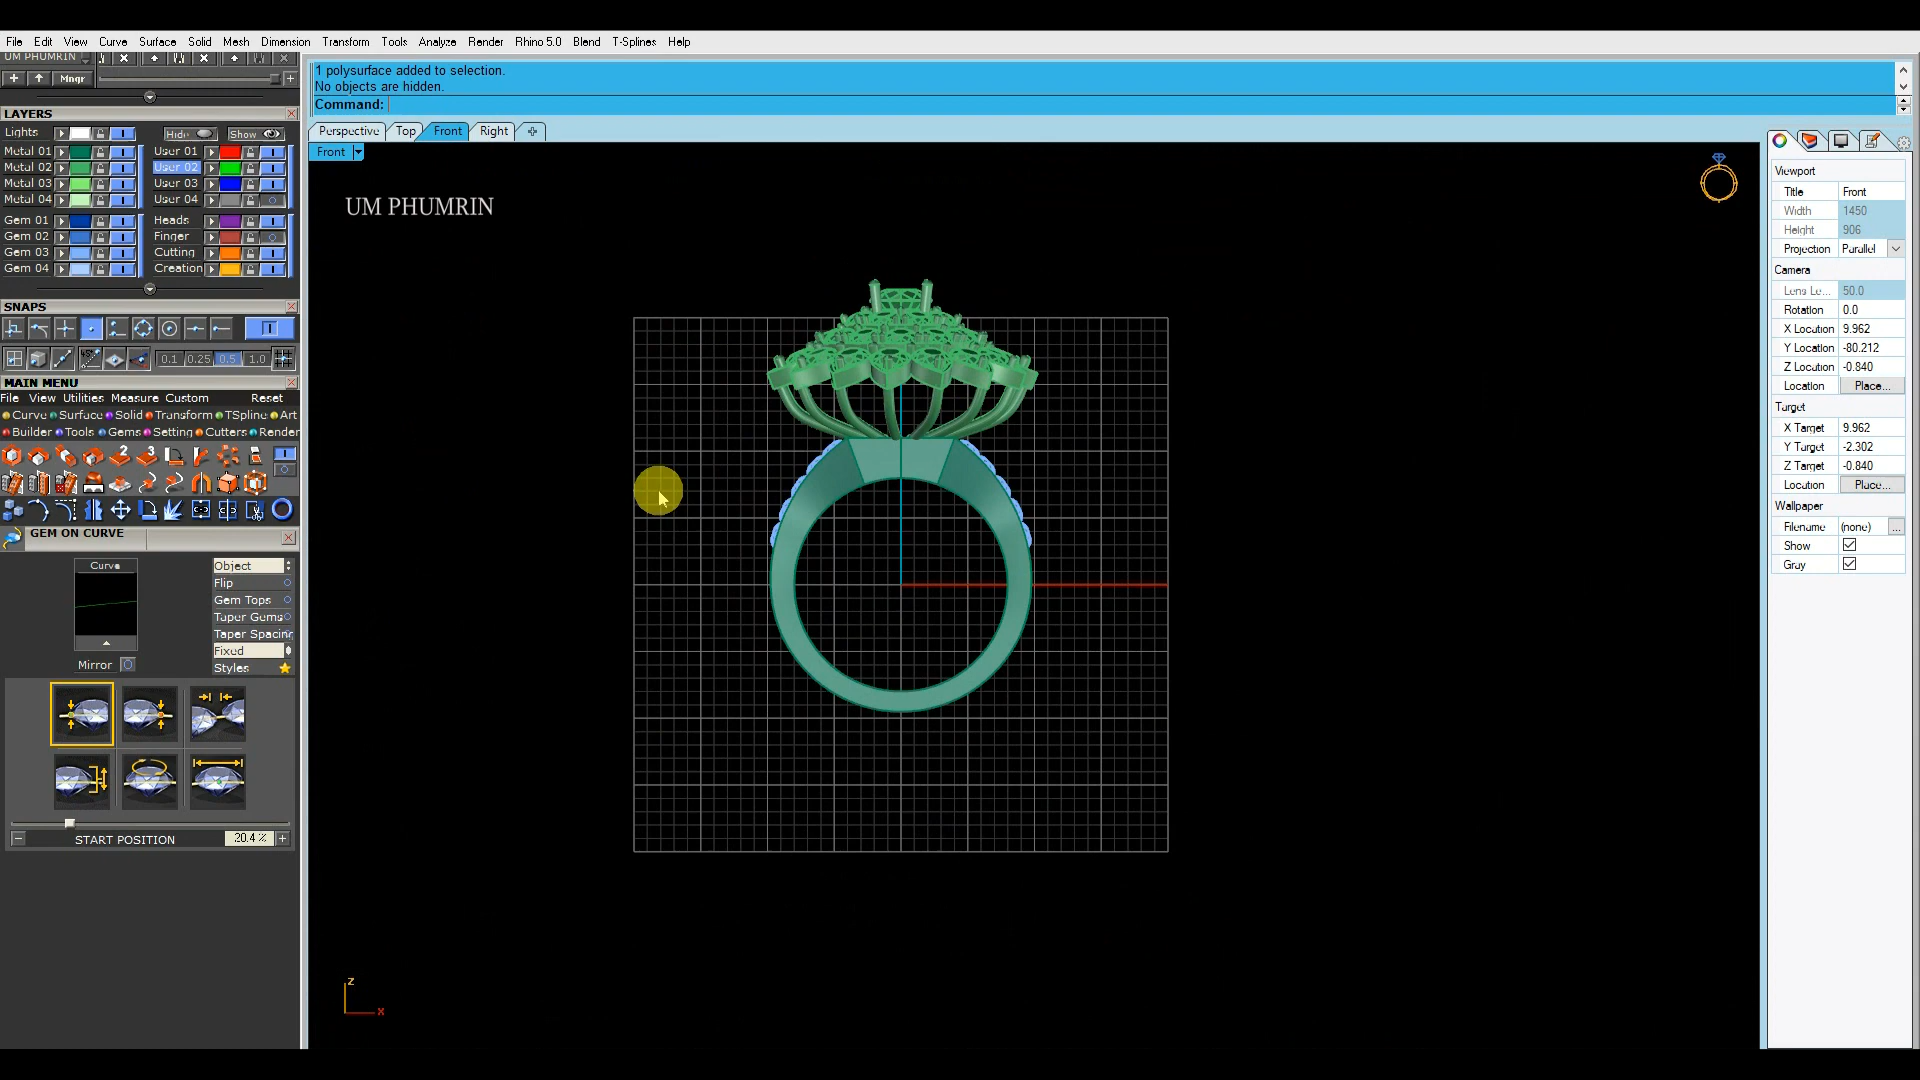 File Edit View Curve Surface Solid Mesh Dimension Transform Tools Analyze Render Rhino 5.0 Blend T-Splines Help
UM PHUMRIN
Mngr
1 polysurface added to selection.
No objects are hidden.
Command:
LAYERS
Lights Hide Show
Metal 01 User 01
Metal 02 User 02
Metal 03 User 03
Metal 04 User 04
Gem 01 Heads
Gem 02 Finger
Gem 03 Cutting
Gem 04 Creation
SNAPS
0.1 0.25 0.5 1.0
MAIN MENU
File View Utilities Measure Custom Reset
Curve Surface Solid Transform TSpline Art
Builder Tools Gems Setting Cutters Render
GEM ON CURVE
Curve
Mirror
Object
Flip
Gem Tops
Taper Gems
Taper Spacing
Fixed
Styles
START POSITION 20.4 %
Perspective Top Front Right
Front
UM PHUMRIN
z
x
Viewport
Title Front
Width 1450
Height 906
Projection Parallel
Camera
Lens Le... 50.0
Rotation 0.0
X Location 9.962
Y Location -80.212
Z Location -0.840
Location Place...
Target
X Target 9.962
Y Target -2.302
Z Target -0.840
Location Place...
Wallpaper
Filename (none) ...
Show
Gray